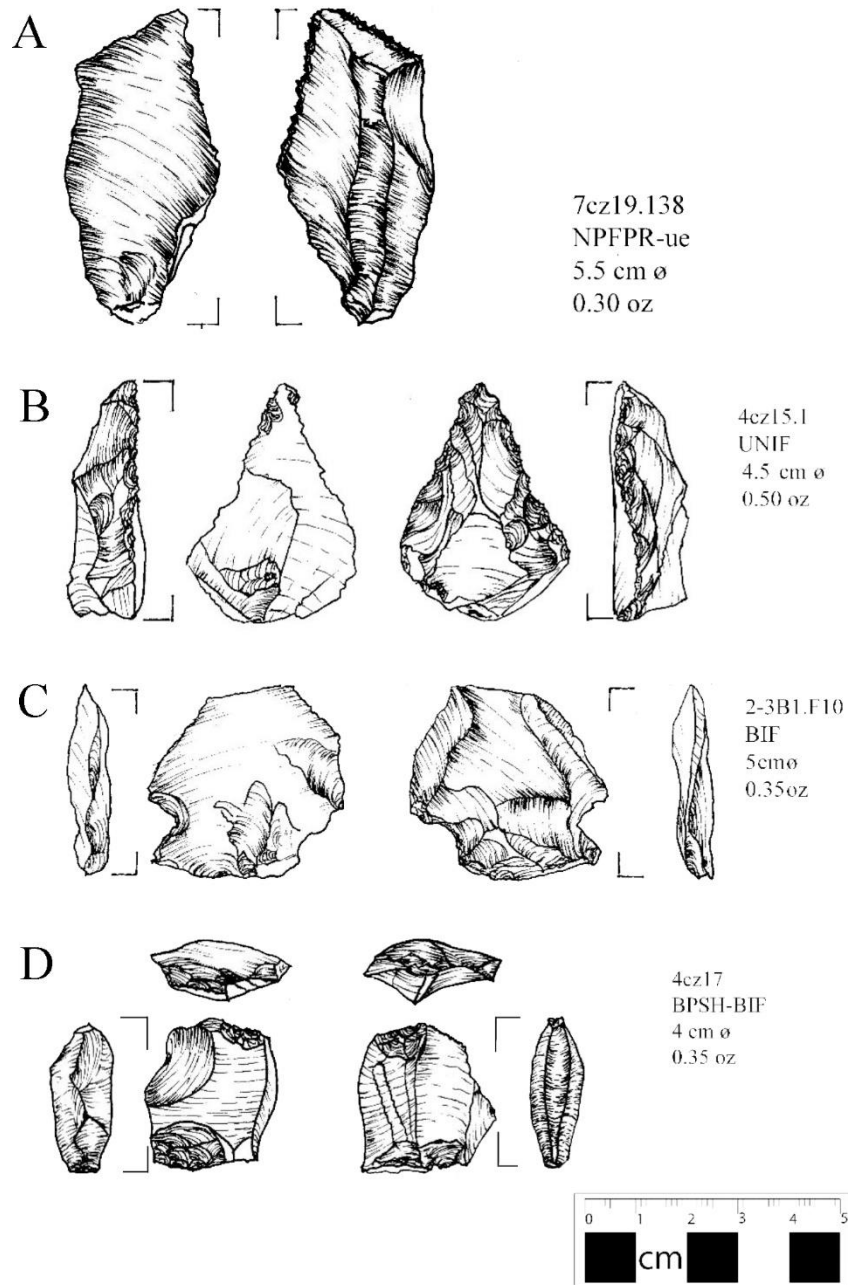 A
7cz19.138
NPFPR-ue
5.5 cm ø
0.30 oz
B
4cz15.1
UNIF
4.5 cm ø
0.50 oz
C
2-3B1.F10
BIF
5cmø
0.35oz
D
4cz17
BPSH-BIF
4 cm ø
0.35 oz
0 1 2 3 4 5
cm